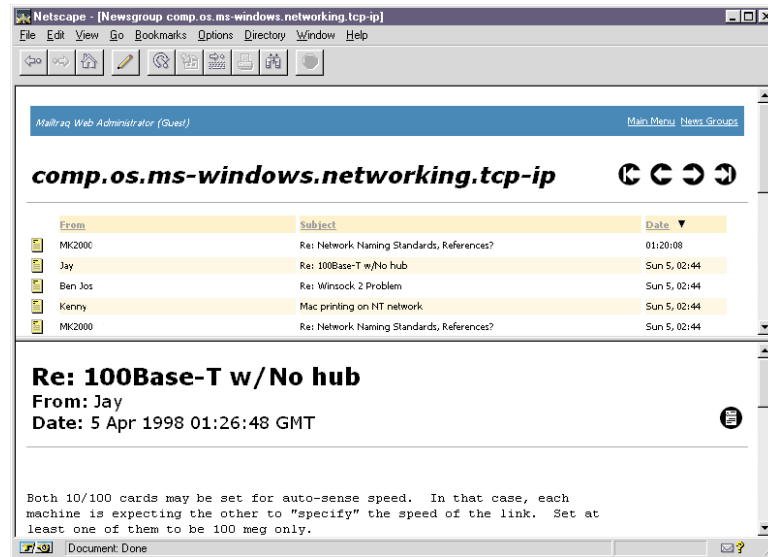 Netscape - [Newsgroup comp.os.ms-windows.networking.tcp-ip]
File Edit View Go Bookmarks Options Directory Window Help
Mailtraq Web Administrator (Guest) Main Menu News Groups
comp.os.ms-windows.networking.tcp-ip
From Subject Date
MK2000 Re: Network Naming Standards, References? 01:20:08
Jay Re: 100Base-T w/No hub Sun 5, 02:44
Ben Jos Re: Winsock 2 Problem Sun 5, 02:44
Kenny Mac printing on NT network Sun 5, 02:44
MK2000 Re: Network Naming Standards, References? Sun 5, 02:44
Re: 100Base-T w/No hub
From: Jay
Date: 5 Apr 1998 01:26:48 GMT
Both 10/100 cards may be set for auto-sense speed. In that case, each
machine is expecting the other to "specify" the speed of the link. Set at
least one of them to be 100 meg only.
Document: Done